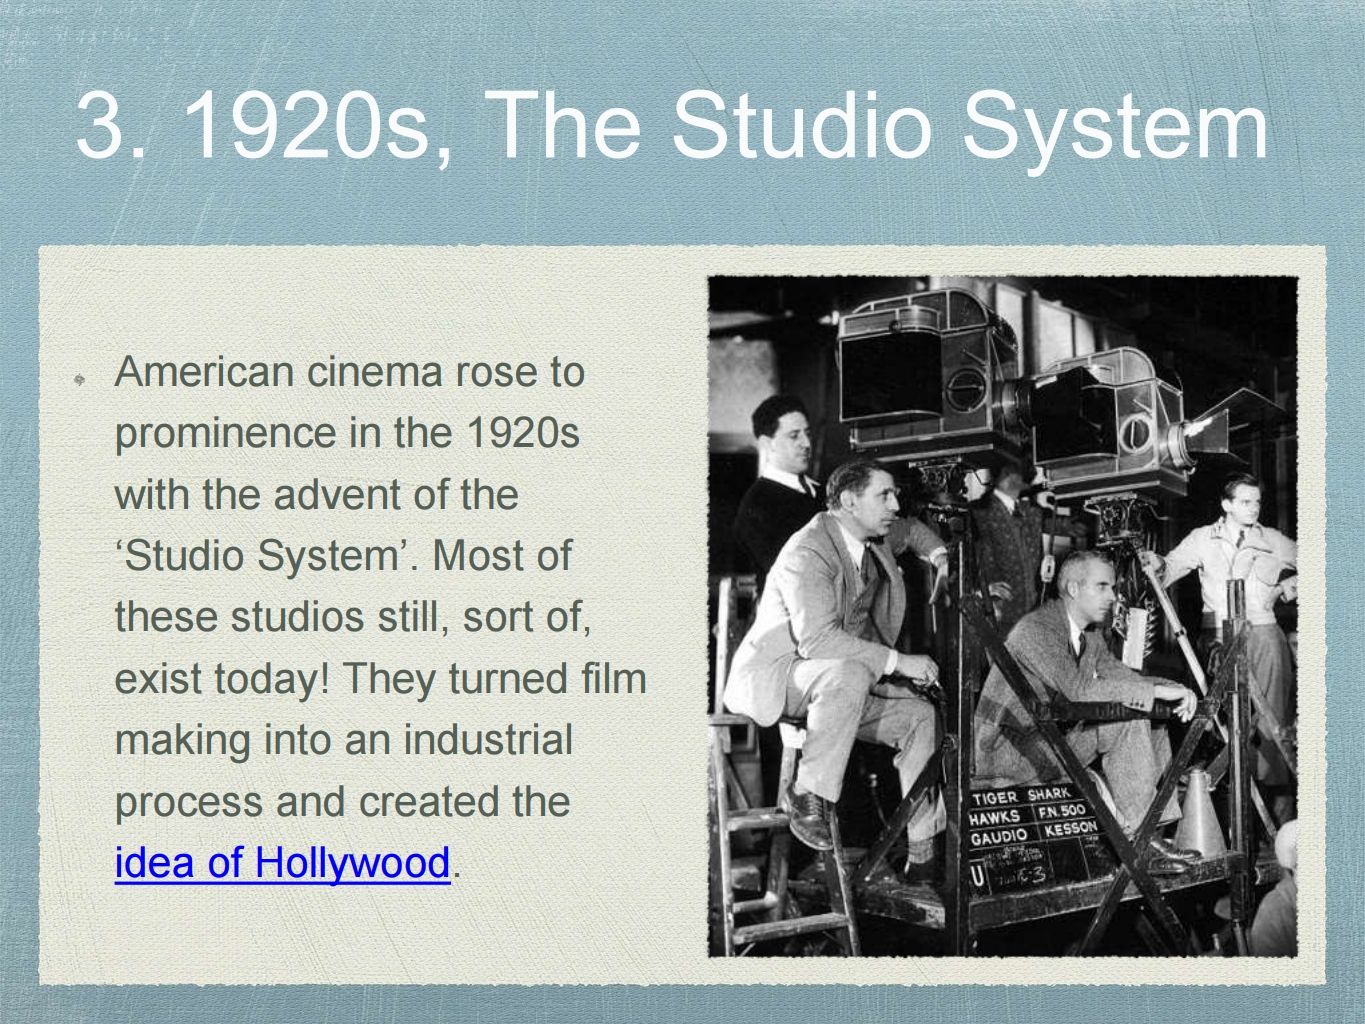 3. 1920s, The Studio System
American cinema rose to
prominence in the 1920s
with the advent of the
‘Studio System’. Most of
these studios still, sort of,
exist today! They turned film
making into an industrial
process and created the
idea of Hollywood.
TIGER SHARK
HAWKS F.N. 500
GAUDIO KESSON
U